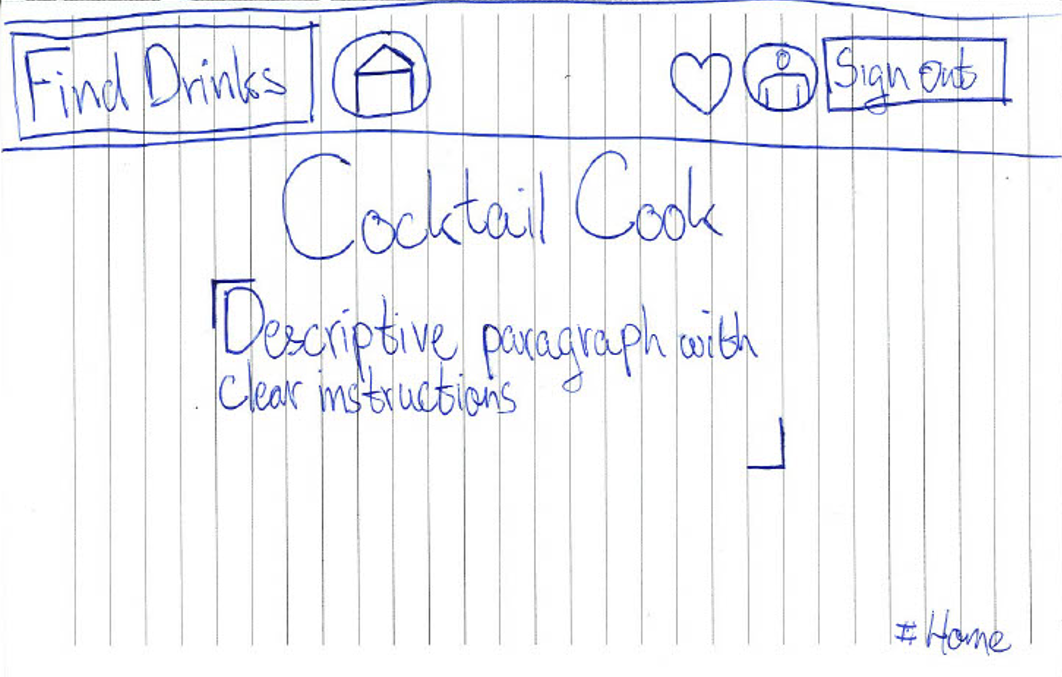 Find Drinks
Sign out
Cocktail Cook
Descriptive paragraph with
clear instructions
#Home